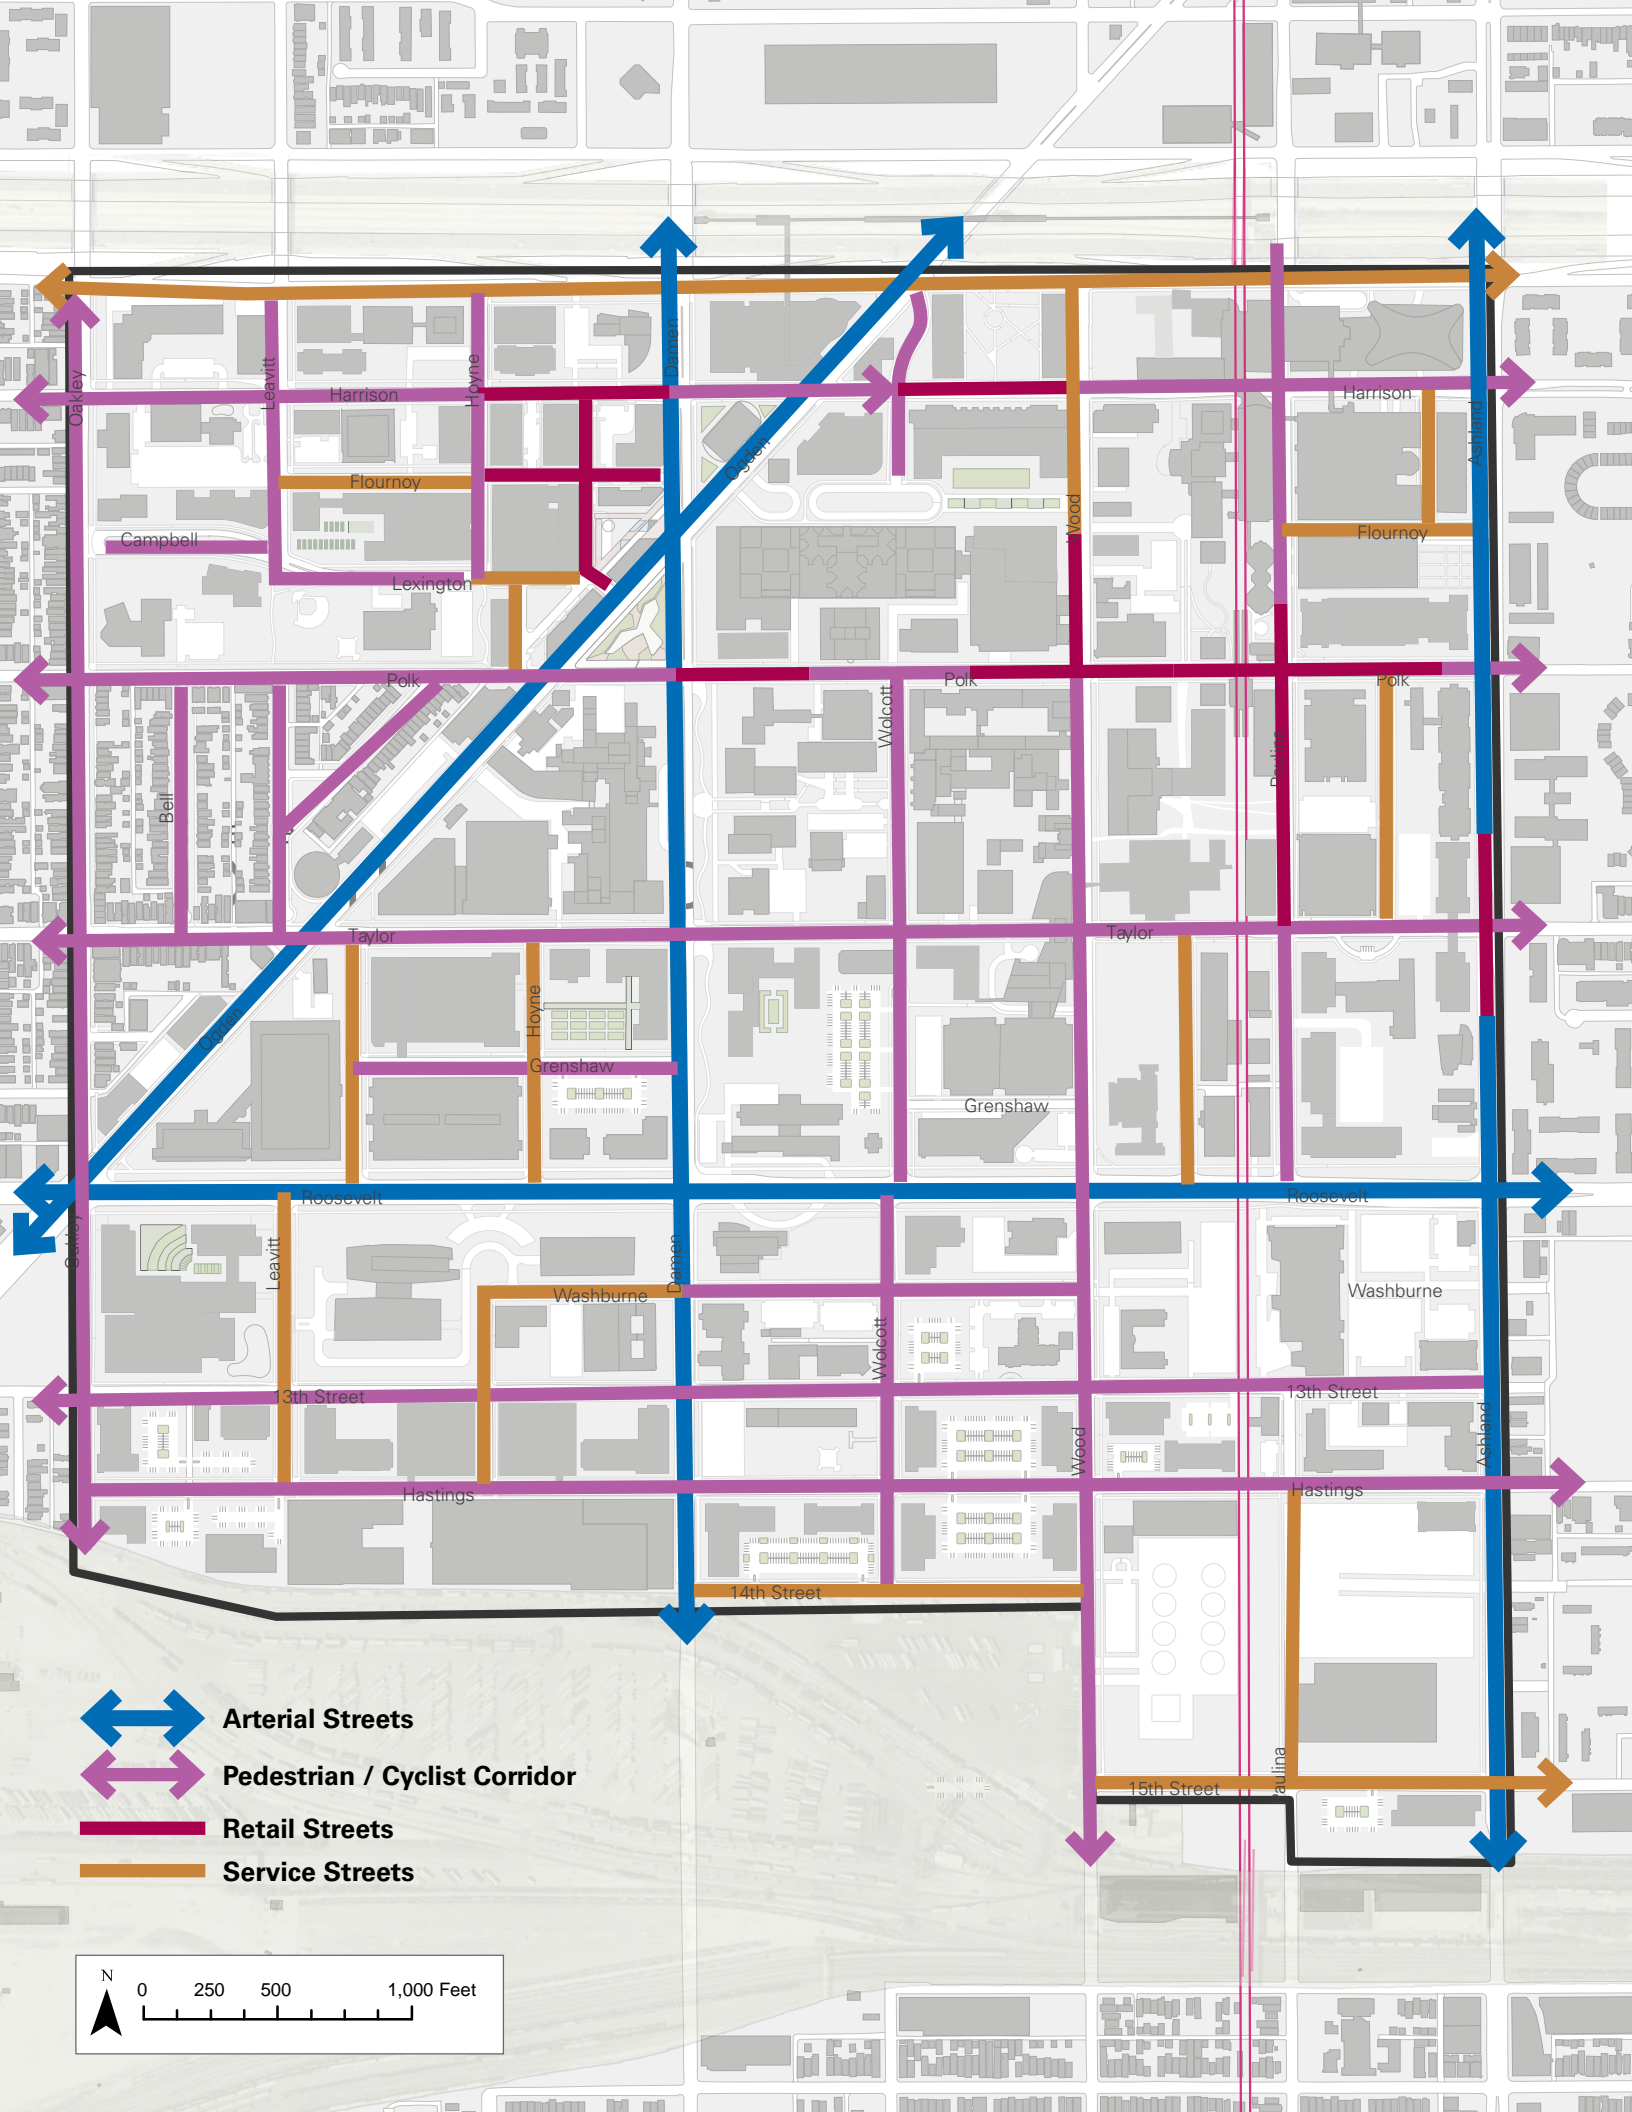 Damen
Leavitt
Hoyne
Oakley
Harrison
Harrison
Ashland
Ogden
Flournoy
Wood
Flournoy
Campbell
Lexington
Polk
Polk
Polk
Wolcott
Paulina
Bell
Taylor
Taylor
Hoyne
Ogden
Grenshaw
Grenshaw
Roosevelt
Roosevelt
Oakley
Leavitt
Damen
Washburne
Washburne
Wolcott
13th Street
13th Street
Wood
Ashland
Hastings
Hastings
14th Street
Arterial Streets
Pedestrian / Cyclist Corridor
Paulina
15th Street
Retail Streets
Service Streets
N
0 250 500 1,000 Feet